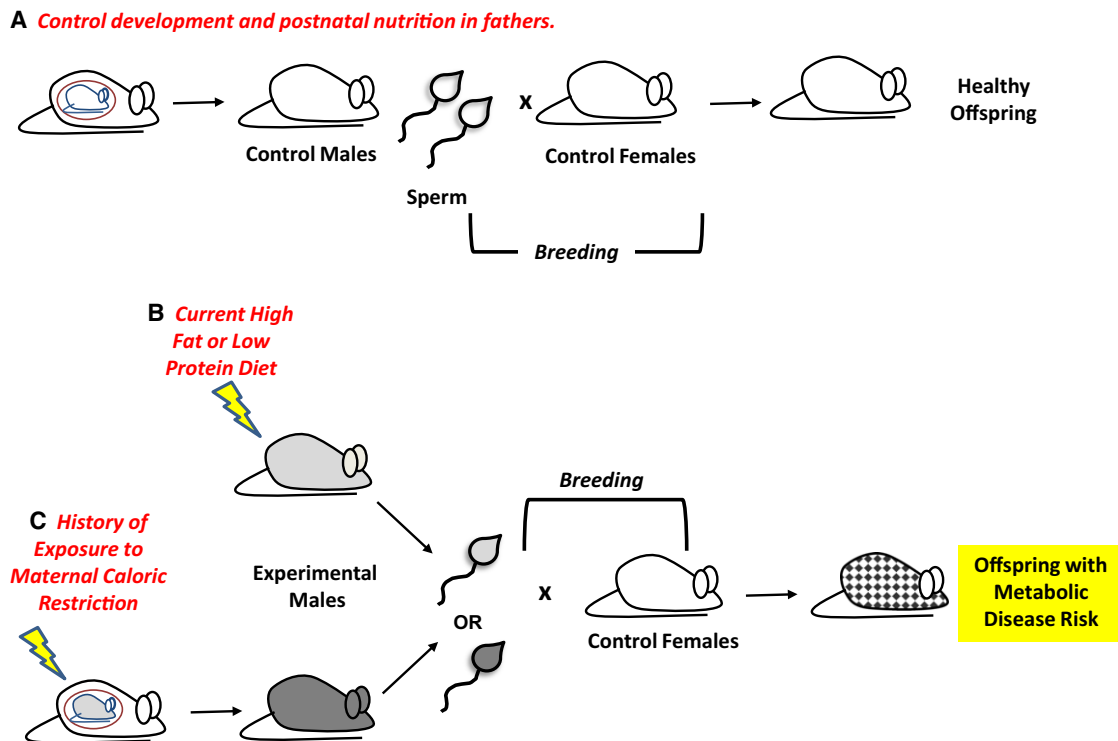 A Control development and postnatal nutrition in fathers.
Control Males
Sperm
x
Control Females
Healthy
Offspring
Breeding
B Current High
Fat or Low
Protein Diet
C History of
Exposure to
Maternal Caloric
Restriction
Experimental
Males
OR
Breeding
x
Control Females
Offspring with
Metabolic
Disease Risk